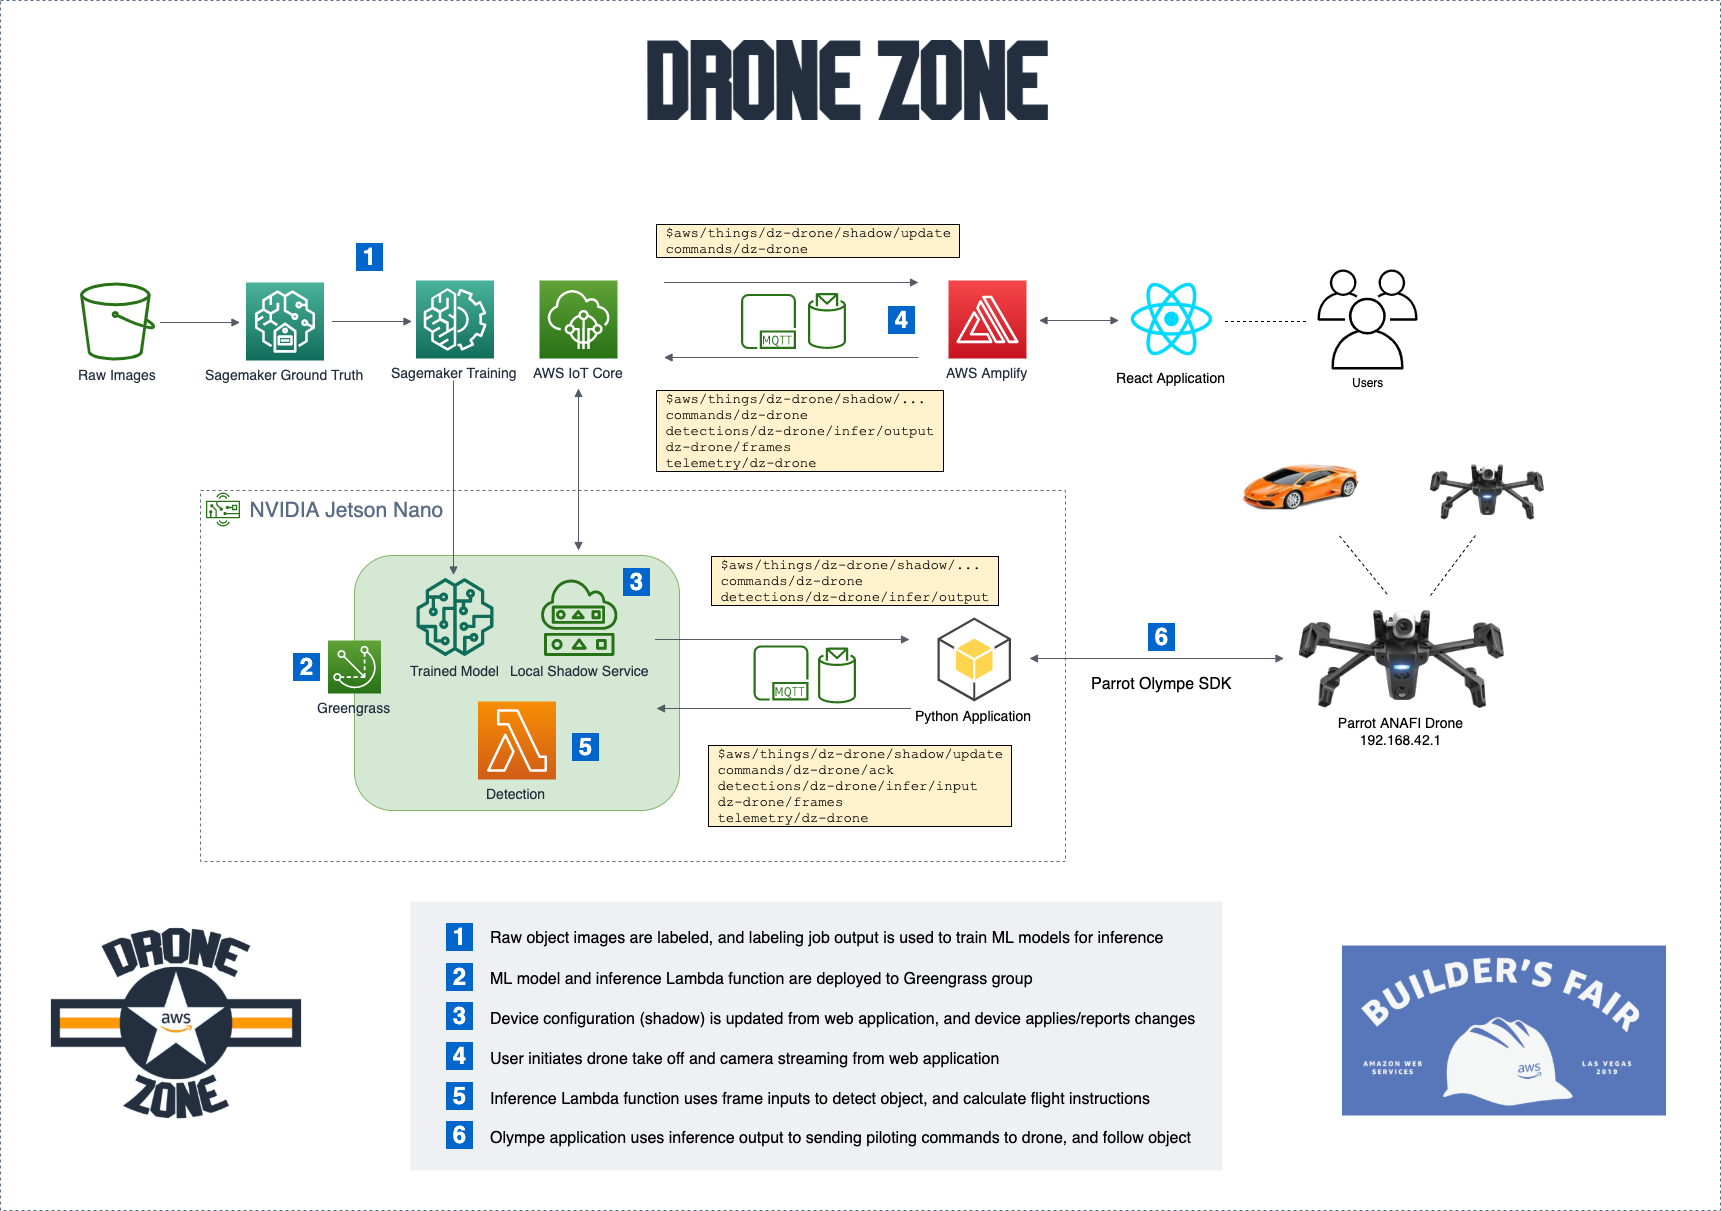 DRONE ZONE
$aws/things/dz-drone/shadow/update
commands/dz-drone
1
4
MQTT
Raw Images
Sagemaker Ground Truth
Sagemaker Training
AWS IoT Core
AWS Amplify
React Application
Users
$aws/things/dz-drone/shadow/...
commands/dz-drone
detections/dz-drone/infer/output
dz-drone/frames
telemetry/dz-drone
NVIDIA Jetson Nano
$aws/things/dz-drone/shadow/...
commands/dz-drone
detections/dz-drone/infer/output
3
2
Trained Model
Local Shadow Service
Greengrass
5
Detection
MQTT
Python Application
6
Parrot Olympe SDK
Parrot ANAFI Drone
192.168.42.1
$aws/things/dz-drone/shadow/update
commands/dz-drone/ack
detections/dz-drone/infer/input
dz-drone/frames
telemetry/dz-drone
DRONE
aws
ZONE
1 Raw object images are labeled, and labeling job output is used to train ML models for inference
2 ML model and inference Lambda function are deployed to Greengrass group
3 Device configuration (shadow) is updated from web application, and device applies/reports changes
4 User initiates drone take off and camera streaming from web application
5 Inference Lambda function uses frame inputs to detect object, and calculate flight instructions
6 Olympe application uses inference output to sending piloting commands to drone, and follow object
BUILDER'S FAIR
AMAZON WEB
SERVICES
aws
LAS VEGAS
2019